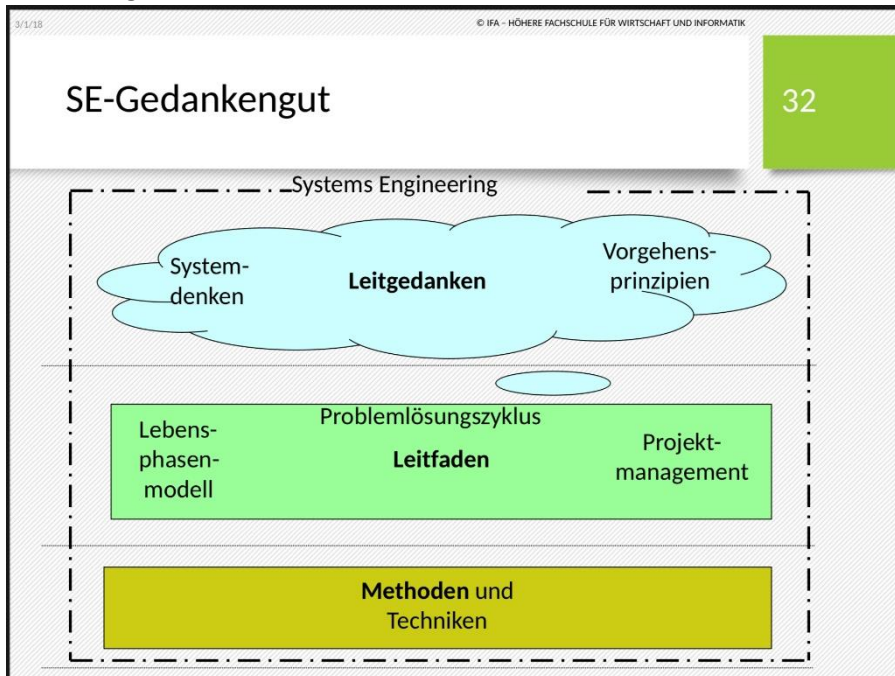 3/1/18
© IFA – HÖHERE FACHSCHULE FÜR WIRTSCHAFT UND INFORMATIK
SE-Gedankengut
32
Systems Engineering
System-
denken
Leitgedanken
Vorgehens-
prinzipien
Lebens-
phasen-
modell
Problemlösungszyklus
Leitfaden
Projekt-
management
Methoden und
Techniken